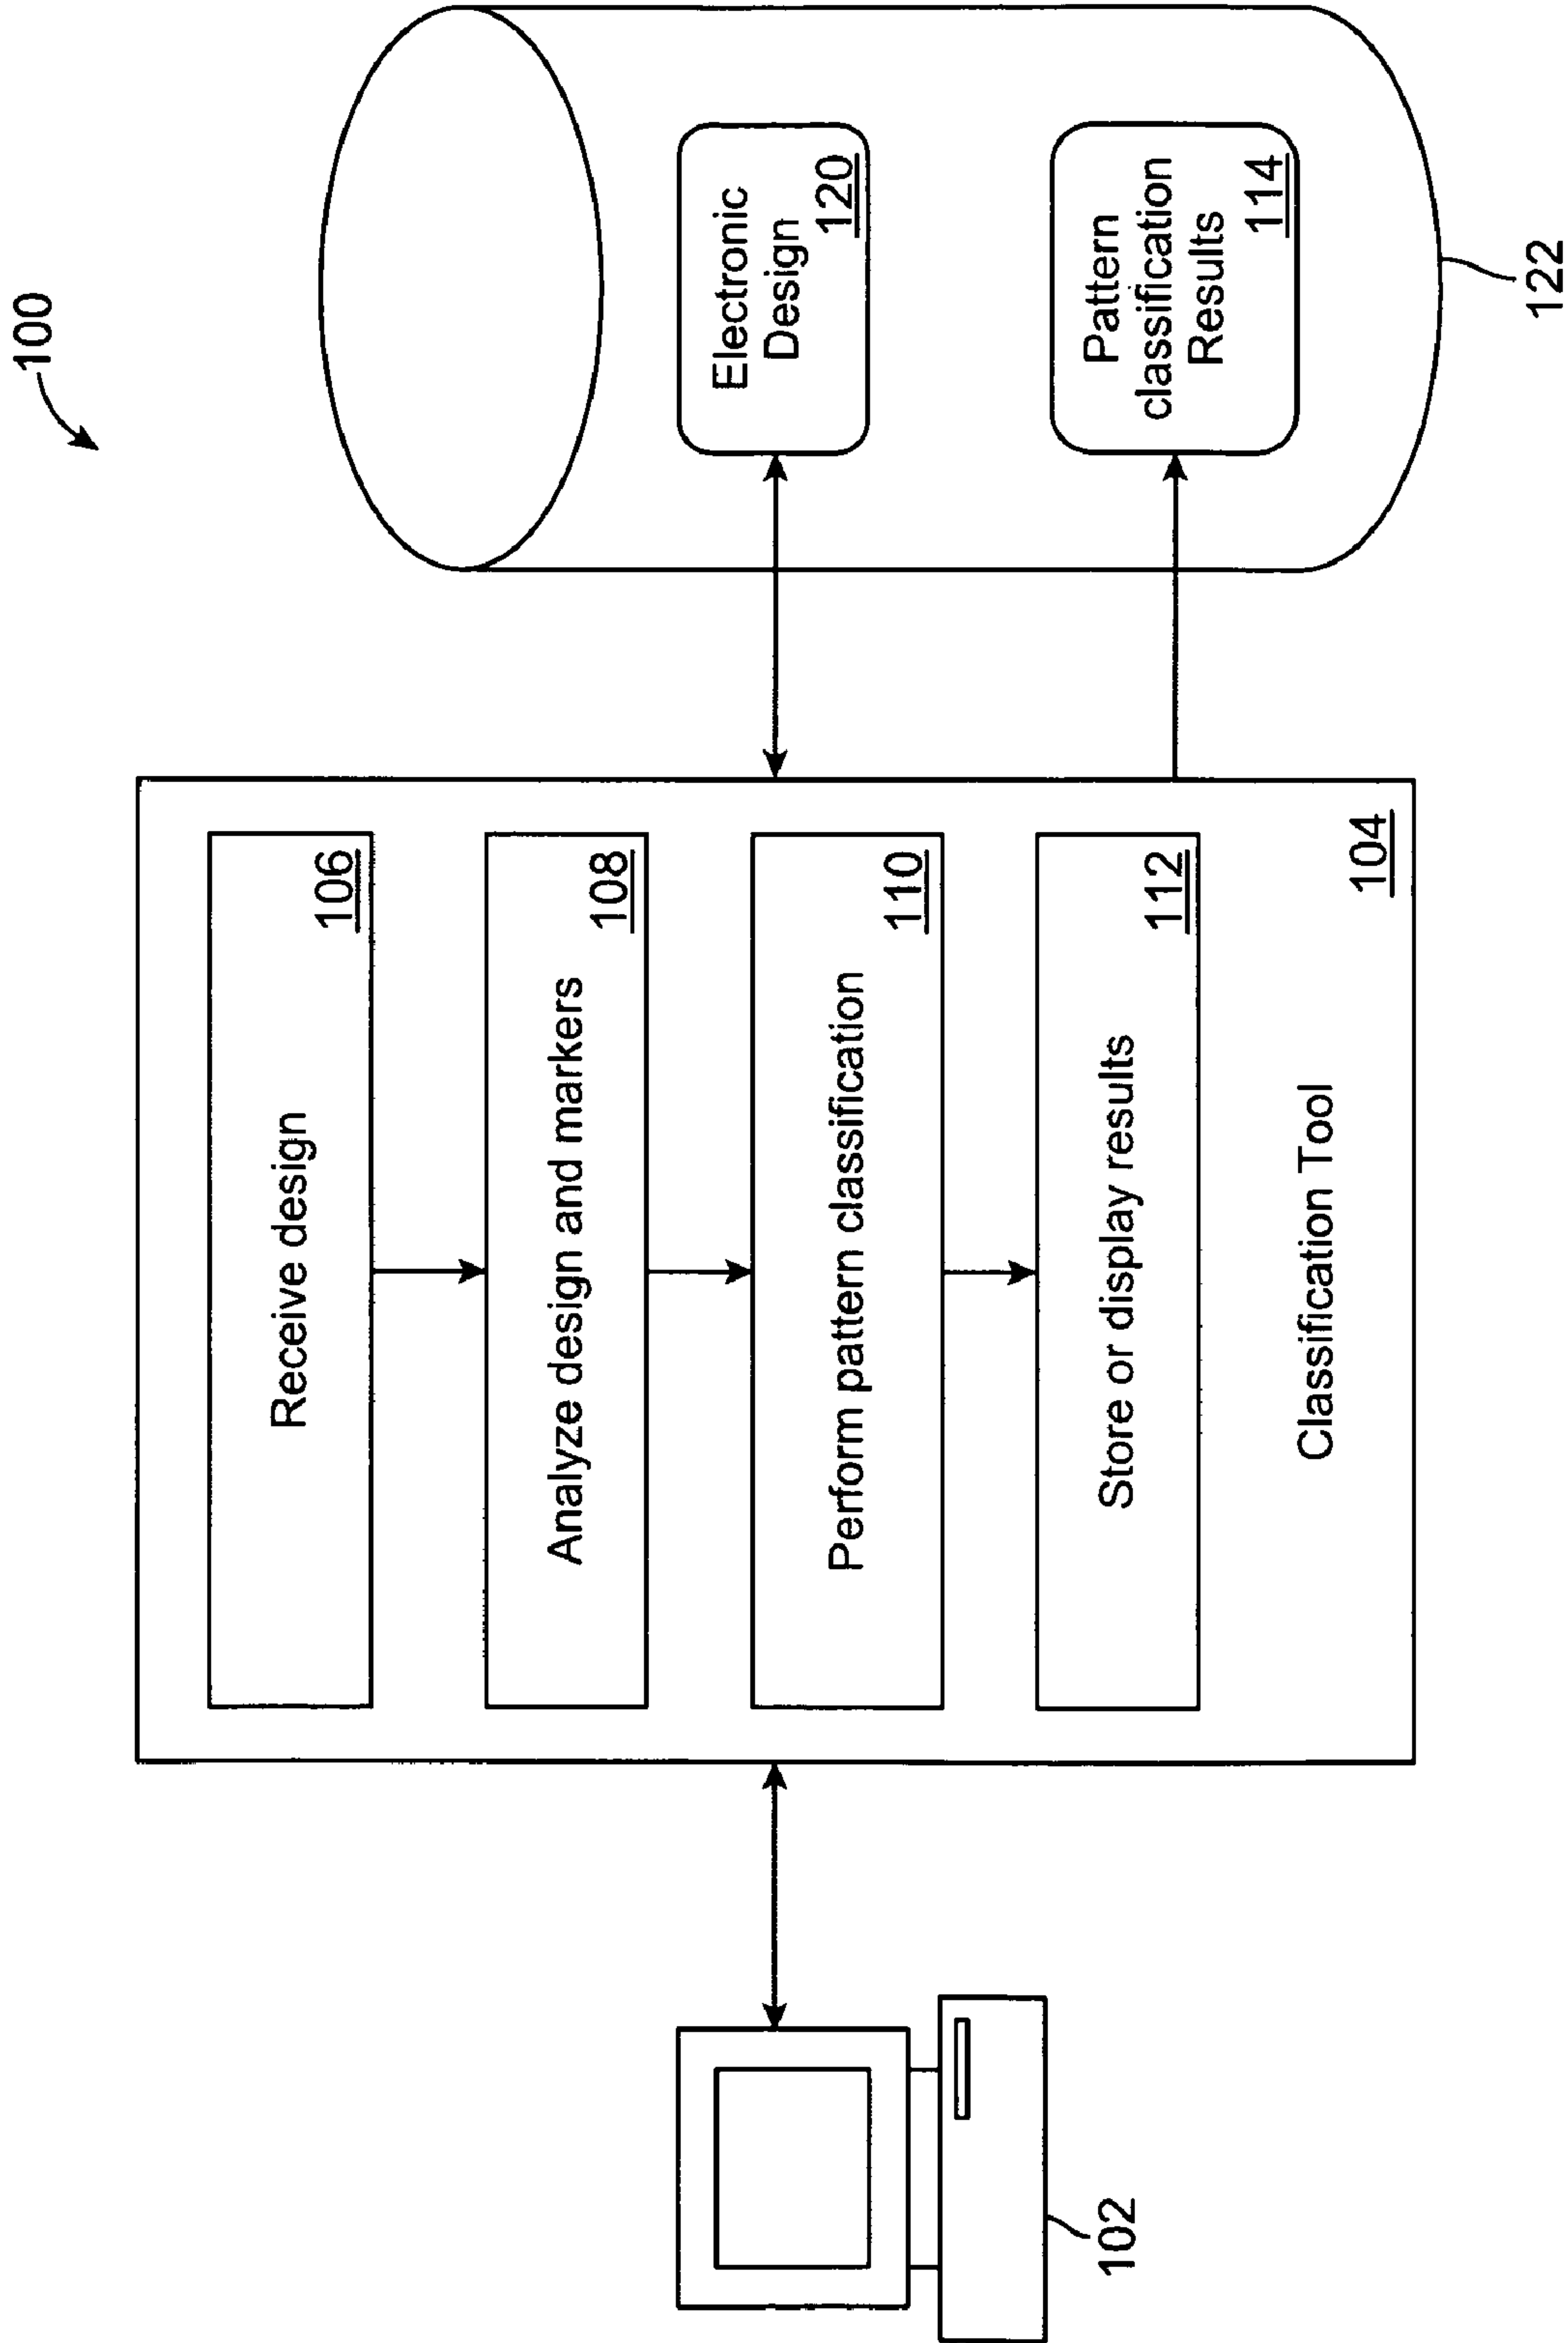 100
Receive design
106
Analyze design and markers
108
Perform pattern classification
110
Store or display results
112
Classification Tool
104
102
Electronic
Design
120
Pattern
classification
Results
114
122